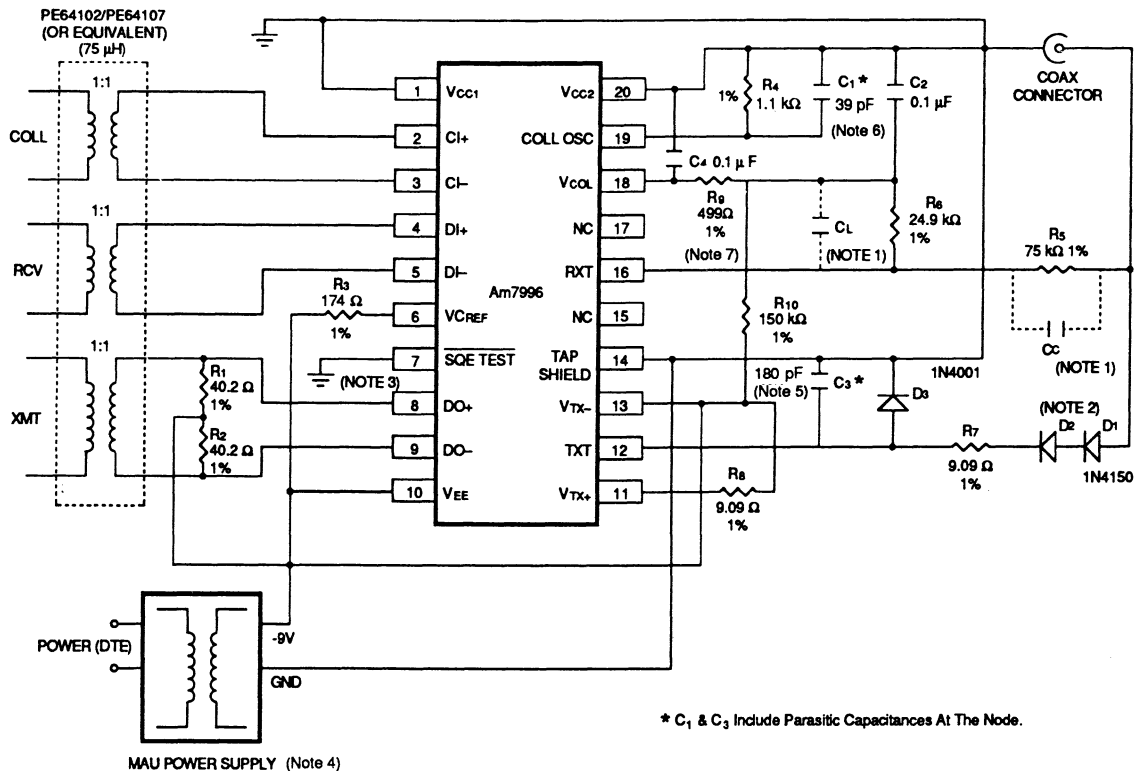 PE64102/PE64107
(OR EQUIVALENT)
(75 µH)
1:1
COLL
1:1
RCV
1:1
XMT
R1
40.2 Ω
1%
R2
40.2 Ω
1%
R3
174 Ω
1%
(NOTE 3)
1 VCC1
2 CI+
3 CI–
4 DI+
5 DI–
6 VCREF
7 SQE TEST
8 DO+
9 DO–
10 VEE
Am7996
VCC2 20
COLL OSC 19
VCOL 18
NC 17
RXT 16
NC 15
TAP
SHIELD 14
VTX– 13
TXT 12
VTX+ 11
R4
1%
1.1 kΩ
C1 *
39 pF
(Note 6)
C2
0.1 µF
COAX
CONNECTOR
C4 0.1 µ F
R9
499Ω
1%
(Note 7)
CL
(NOTE 1)
R6
24.9 kΩ
1%
R5
75 kΩ 1%
CC
(NOTE 1)
R10
150 kΩ
1%
180 pF
(Note 5)
C3 *
1N4001
D3
(NOTE 2)
D2
D1
1N4150
R7
9.09 Ω
1%
R8
9.09 Ω
1%
POWER (DTE)
-9V
GND
MAU POWER SUPPLY (Note 4)
* C1 & C3 Include Parasitic Capacitances At The Node.